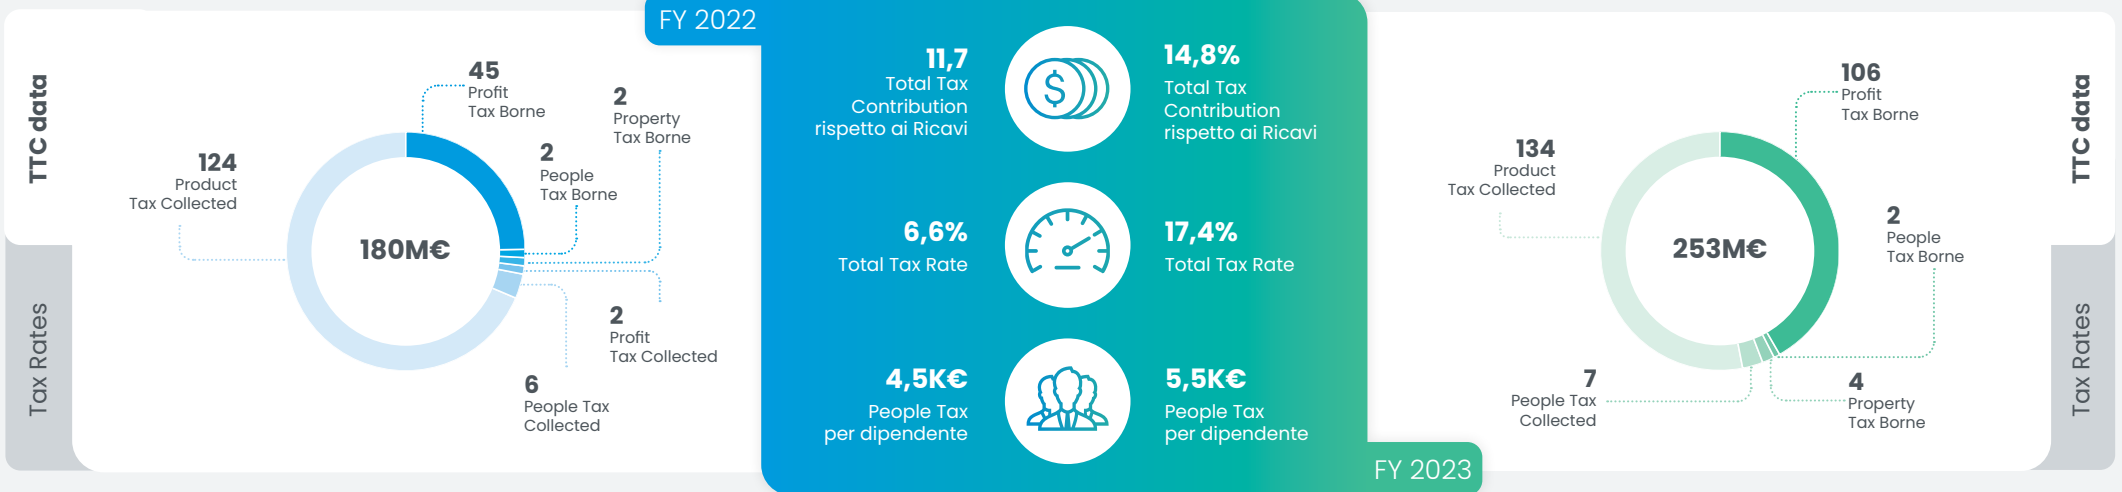 FY 2022
TTC data
Tax Rates
45
Profit
Tax Borne
2
Property
Tax Borne
2
People
Tax Borne
124
Product
Tax Collected
180M€
2
Profit
Tax Collected
6
People Tax
Collected
11,7
Total Tax
Contribution
rispetto ai Ricavi
$
14,8%
Total Tax
Contribution
rispetto ai Ricavi
6,6%
Total Tax Rate
17,4%
Total Tax Rate
4,5K€
People Tax
per dipendente
5,5K€
People Tax
per dipendente
FY 2023
106
Profit
Tax Borne
134
Product
Tax Collected
253M€
2
People
Tax Borne
7
People Tax
Collected
4
Property
Tax Borne
TTC data
Tax Rates